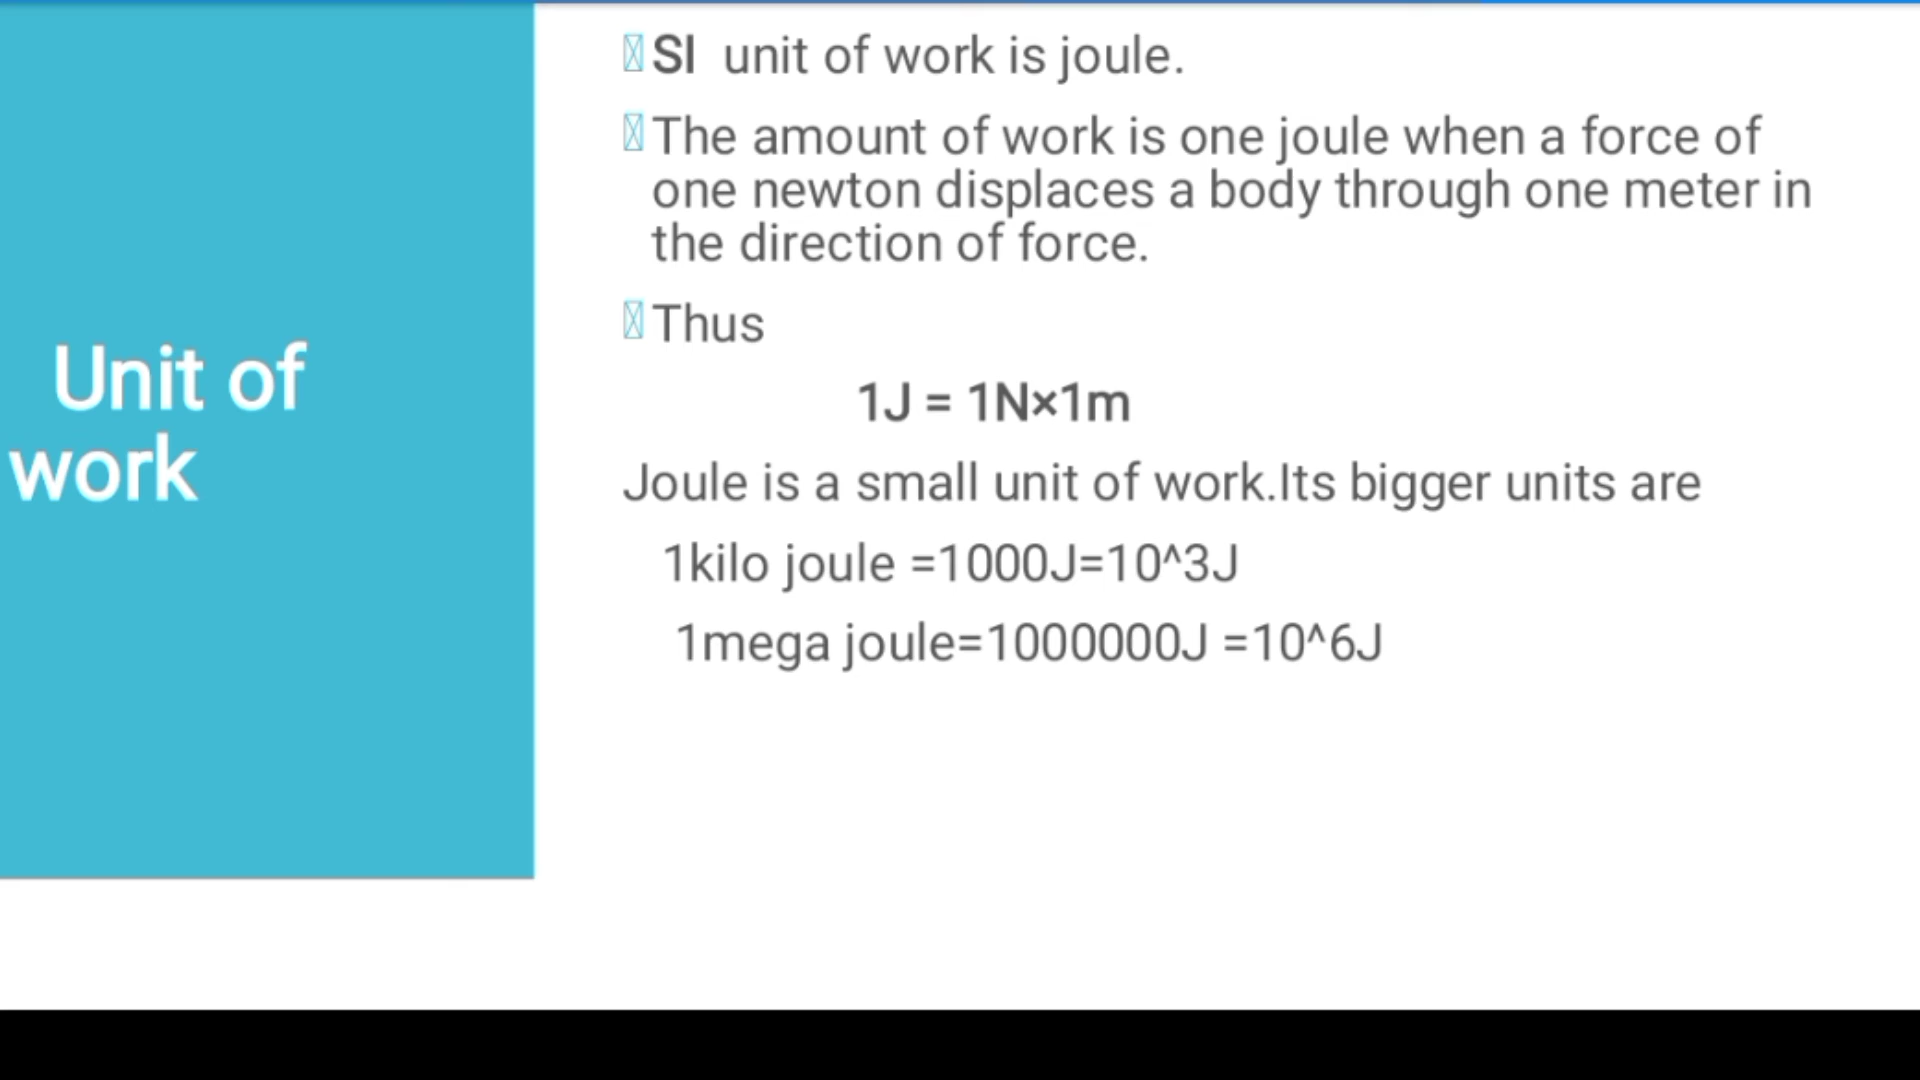 Unit of
work
SI unit of work is joule.
The amount of work is one joule when a force of
one newton displaces a body through one meter in
the direction of force.
Thus
1J = 1N×1m
Joule is a small unit of work.Its bigger units are
1kilo joule =1000J=10^3J
1mega joule=1000000J =10^6J